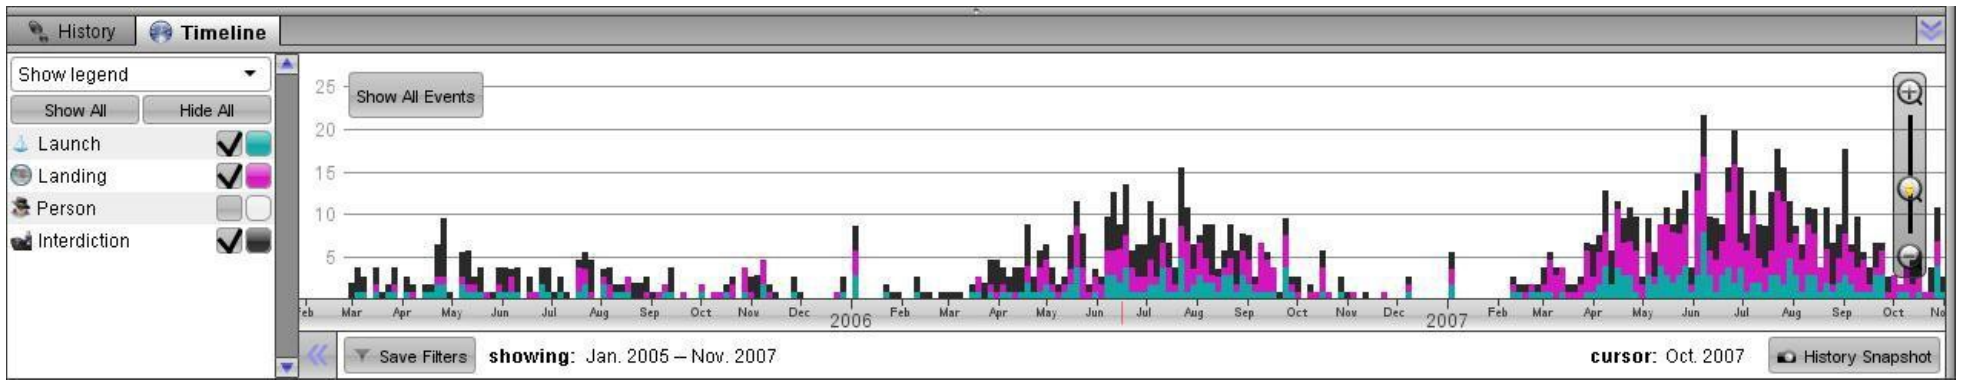 History Timeline
Show legend
Show All Hide All
Launch
Landing
Person
Interdiction
Show All Events
25
20
15
10
5
eb Mar Apr May Jun Jul Aug Sep Oct Nov Dec 2006 Feb Mar Apr May Jun Jul Aug Sep Oct Nov Dec 2007 Feb Mar Apr May Jun Jul Aug Sep Oct No
Save Filters showing: Jan. 2005 – Nov. 2007 cursor: Oct. 2007 History Snapshot